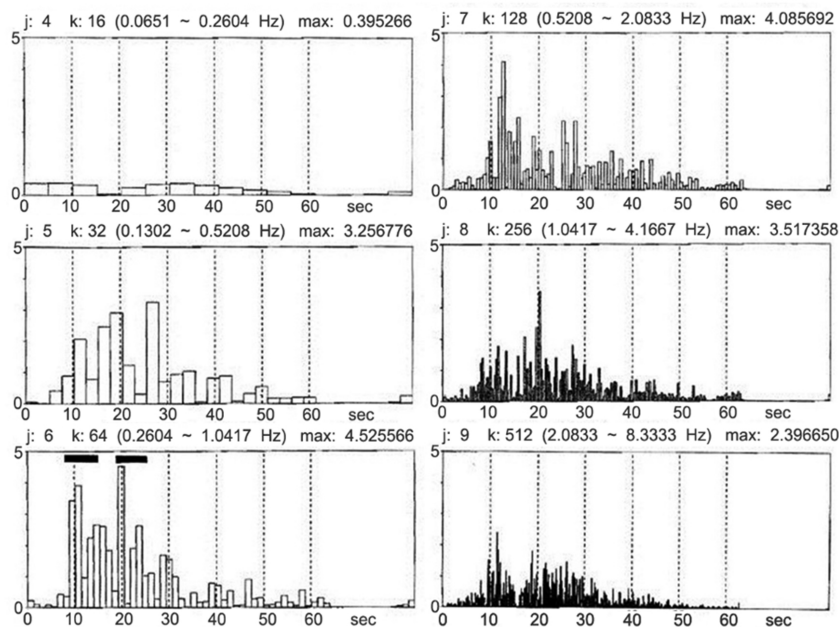 j: 4 k: 16 (0.0651 ~ 0.2604 Hz) max: 0.395266
5
0
0 10 20 30 40 50 60 sec
j: 5 k: 32 (0.1302 ~ 0.5208 Hz) max: 3.256776
5
0
0 10 20 30 40 50 60 sec
j: 6 k: 64 (0.2604 ~ 1.0417 Hz) max: 4.525566
5
0
0 10 20 30 40 50 60 sec
j: 7 k: 128 (0.5208 ~ 2.0833 Hz) max: 4.085692
5
0
0 10 20 30 40 50 60 sec
j: 8 k: 256 (1.0417 ~ 4.1667 Hz) max: 3.517358
5
0
0 10 20 30 40 50 60 sec
j: 9 k: 512 (2.0833 ~ 8.3333 Hz) max: 2.396650
5
0
0 10 20 30 40 50 60 sec